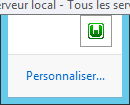 erveur local - Tous les serv
Personnaliser...